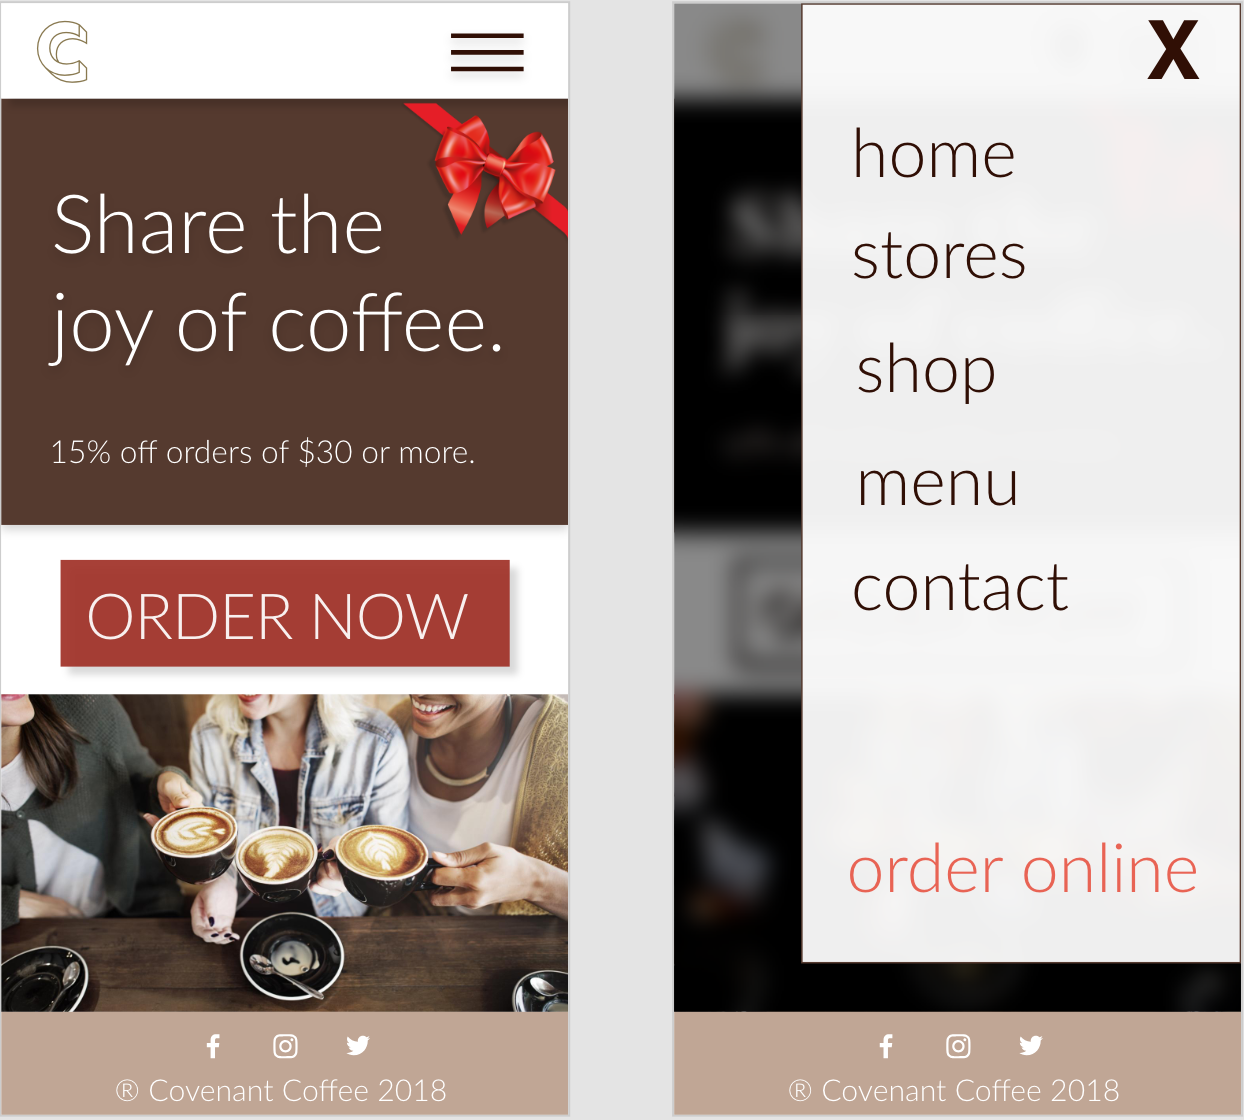 C
Share the
joy of coffee.
15% off orders of $30 or more.
ORDER NOW
® Covenant Coffee 2018
X
home
stores
shop
menu
contact
order online
® Covenant Coffee 2018